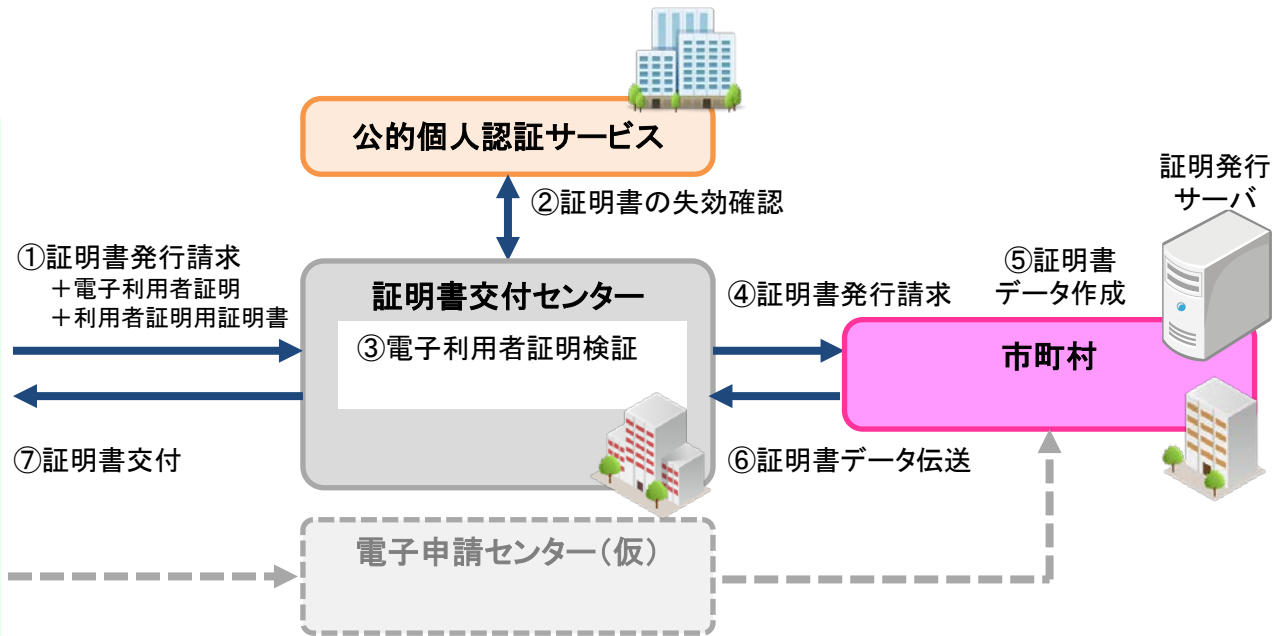 公的個人認証サービス
②証明書の失効確認
証明発行
サーバ
①証明書発行請求
＋電子利用者証明
＋利用者証明用証明書
証明書交付センター
③電子利用者証明検証
④証明書発行請求
⑤証明書
データ作成
市町村
⑦証明書交付
⑥証明書データ伝送
電子申請センター（仮）